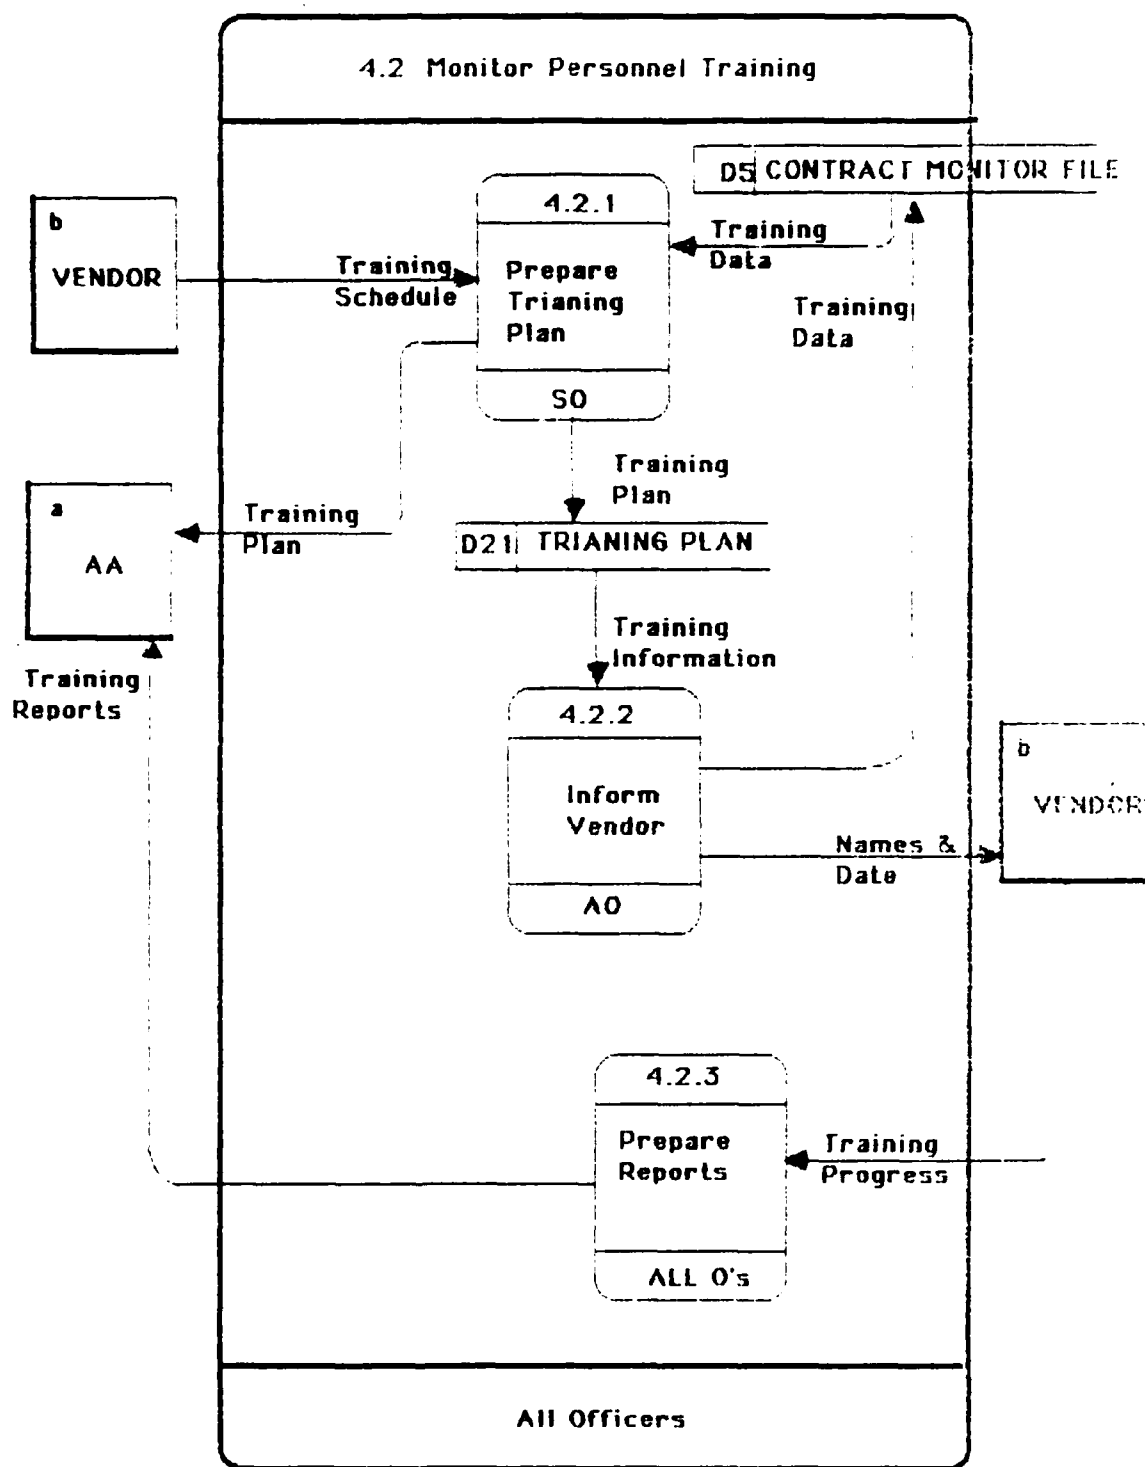 4.2 Monitor Personnel Training
D5 CONTRACT MONITOR FILE
4.2.1
b
VENDOR
Training
Data
Training
Schedule
Prepare
Trianing
Plan
Training
Data
SO
Training
Plan
a
AA
Training
Plan
D21 TRIANING PLAN
Training
Information
Training
Reports
4.2.2
b
VENDOR
Inform
Vendor
Names &
Date
AO
4.2.3
Prepare
Reports
Training
Progress
ALL O's
All Officers